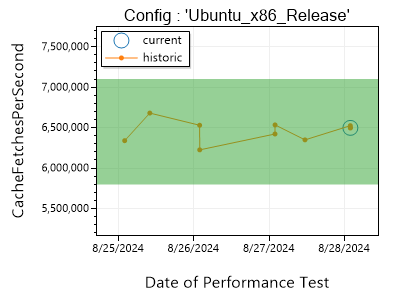 Config : 'Ubuntu_x86_Release'
CacheFetchesPerSecond
7,500,000
7,000,000
6,500,000
6,000,000
5,500,000
current
historic
8/25/2024 8/26/2024 8/27/2024 8/28/2024
Date of Performance Test